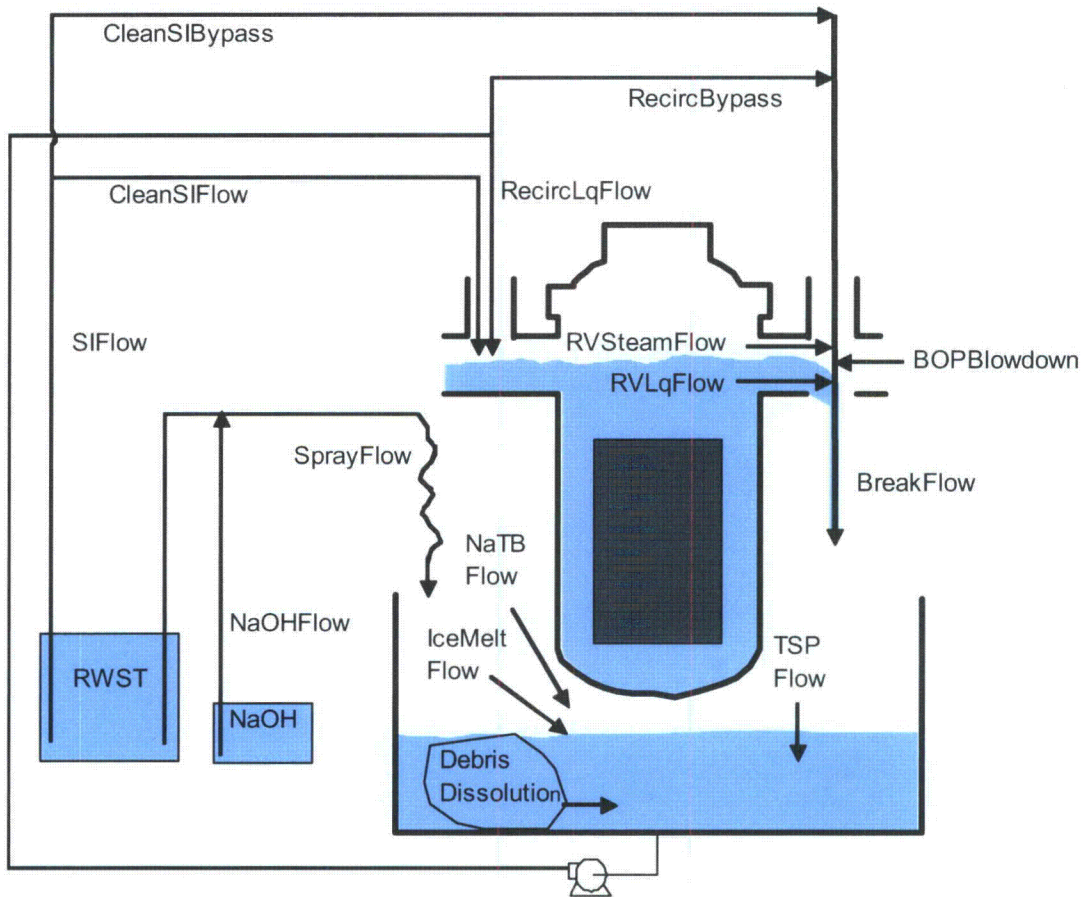 CleanSIBypass
RecircBypass
CleanSIFlow
RecircLqFlow
SIFlow
RVSteamFlow
BOPBlowdown
RVLqFlow
SprayFlow
BreakFlow
NaTB
Flow
NaOHFlow
IceMelt
Flow
TSP
Flow
RWST
NaOH
Debris
Dissolution